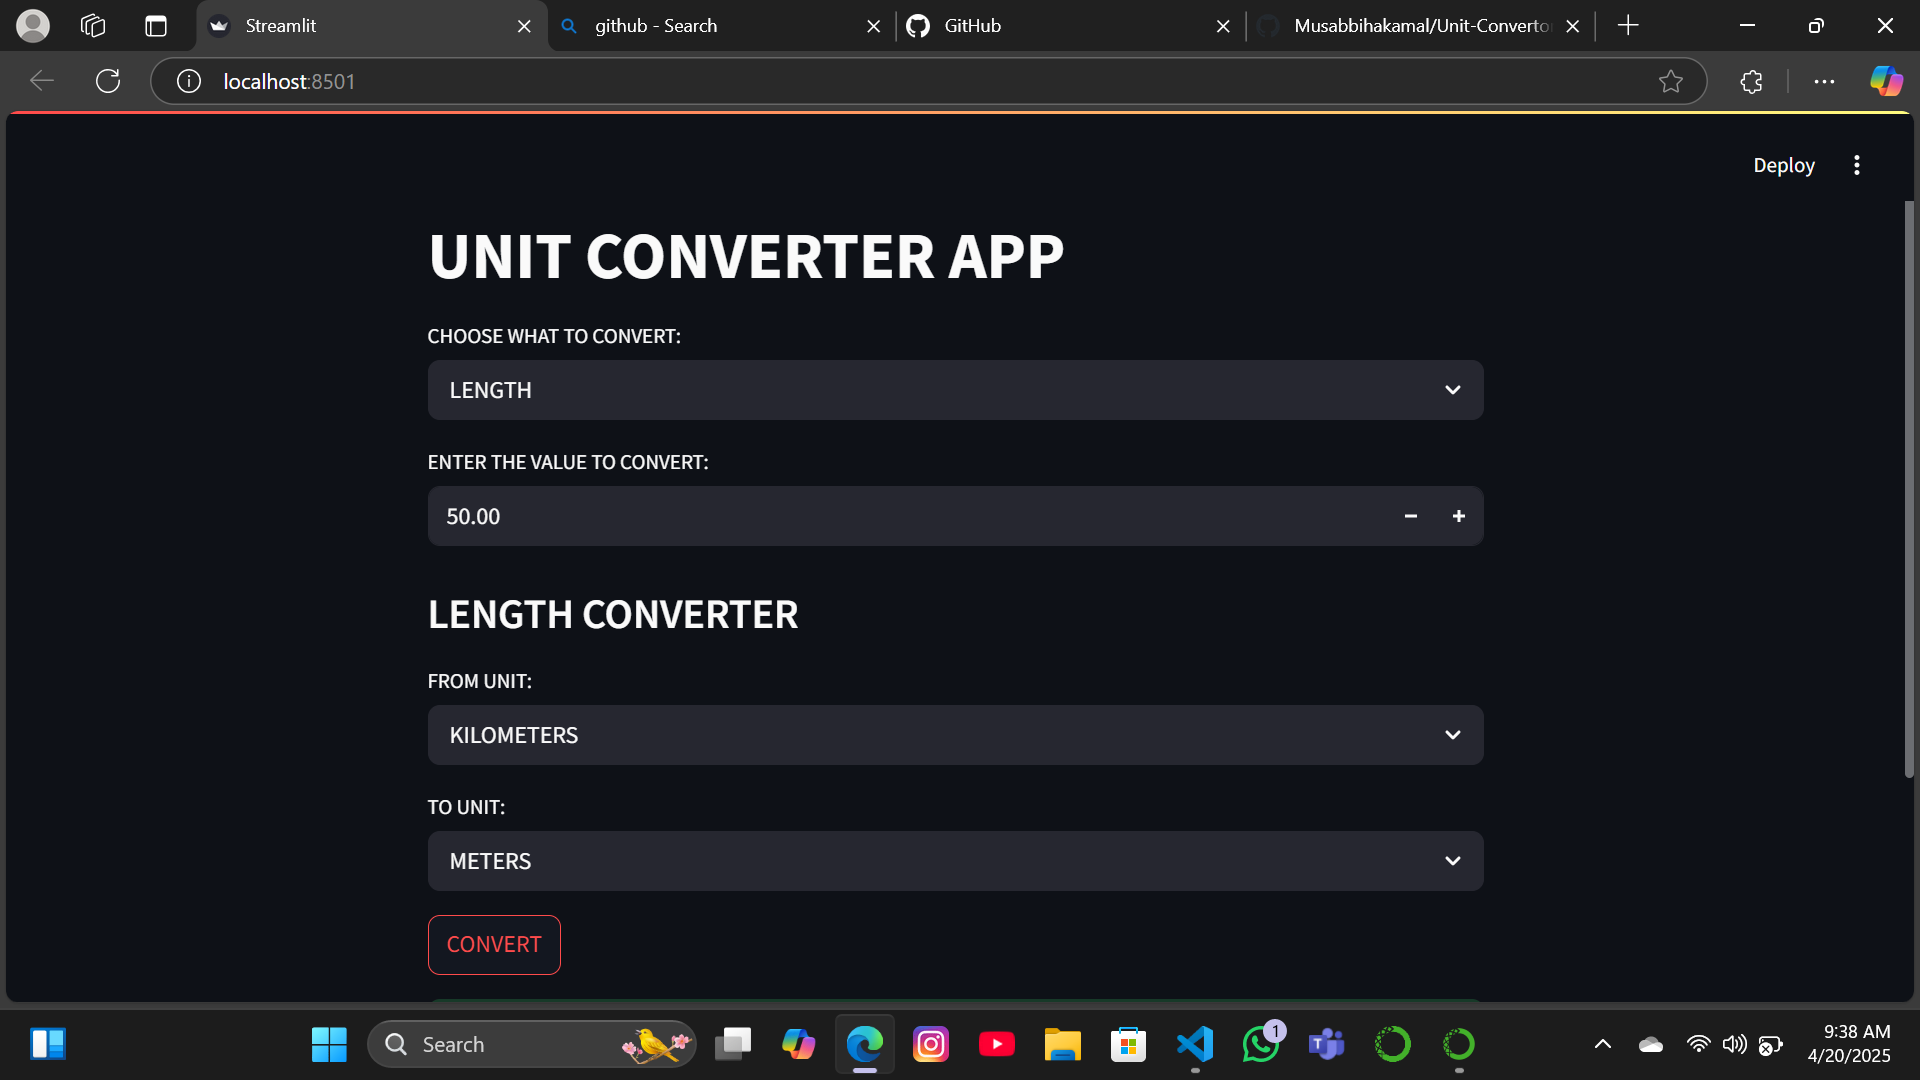 Streamlit
github - Search
GitHub
Musabbihakamal/Unit-Converto
localhost:8501
Deploy
UNIT CONVERTER APP
CHOOSE WHAT TO CONVERT:
LENGTH
ENTER THE VALUE TO CONVERT:
50.00
LENGTH CONVERTER
FROM UNIT:
KILOMETERS
TO UNIT:
METERS
CONVERT
Search
1
9:38 AM
4/20/2025